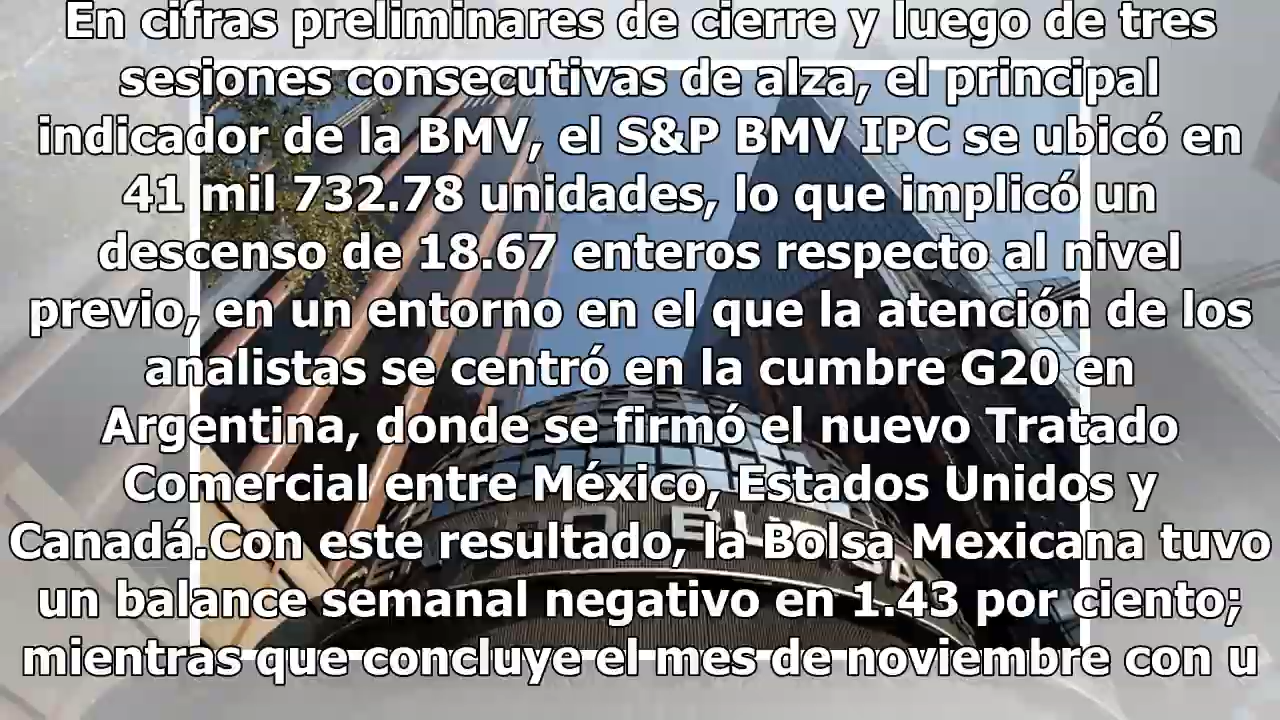 En cifras preliminares de cierre y luego de tres
sesiones consecutivas de alza, el principal
indicador de la BMV, el S&P BMV IPC se ubicó en
41 mil 732.78 unidades, lo que implicó un
descenso de 18.67 enteros respecto al nivel
previo, en un entorno en el que la atención de los
analistas se centró en la cumbre G20 en
Argentina, donde se firmó el nuevo Tratado
Comercial entre México, Estados Unidos y
Canadá.Con este resultado, la Bolsa Mexicana tuvo
un balance semanal negativo en 1.43 por ciento;
mientras que concluye el mes de noviembre con u